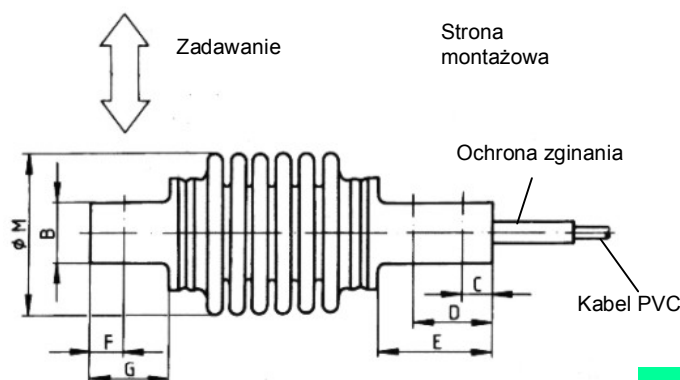 Zadawanie
Strona
montażowa
Ochrona zginania
ø M
B
C
Kabel PVC
D
F
E
G